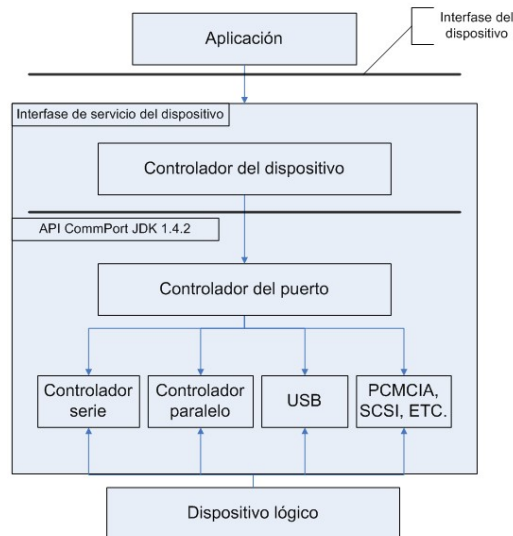 Interfase del
dispositivo
Aplicación
Interfase de servicio del dispositivo
Controlador del dispositivo
API CommPort JDK 1.4.2
Controlador del puerto
Controlador
serie
Controlador
paralelo
USB
PCMCIA,
SCSI, ETC.
Dispositivo lógico